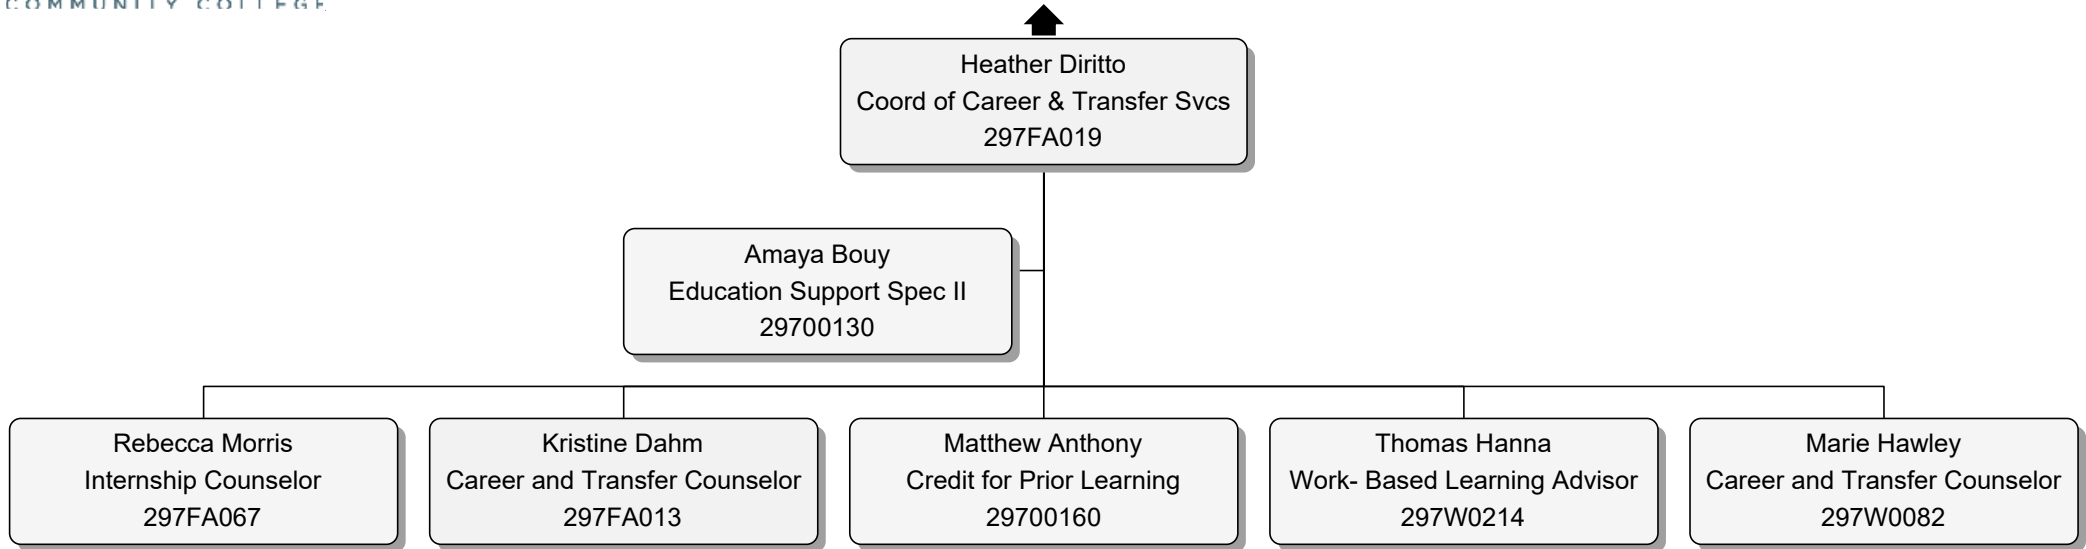 COMMUNITY COLLEGE
Heather Diritto
Coord of Career & Transfer Svcs
297FA019
Amaya Bouy
Education Support Spec II
29700130
Rebecca Morris
Internship Counselor
297FA067
Kristine Dahm
Career and Transfer Counselor
297FA013
Matthew Anthony
Credit for Prior Learning
29700160
Thomas Hanna
Work- Based Learning Advisor
297W0214
Marie Hawley
Career and Transfer Counselor
297W0082